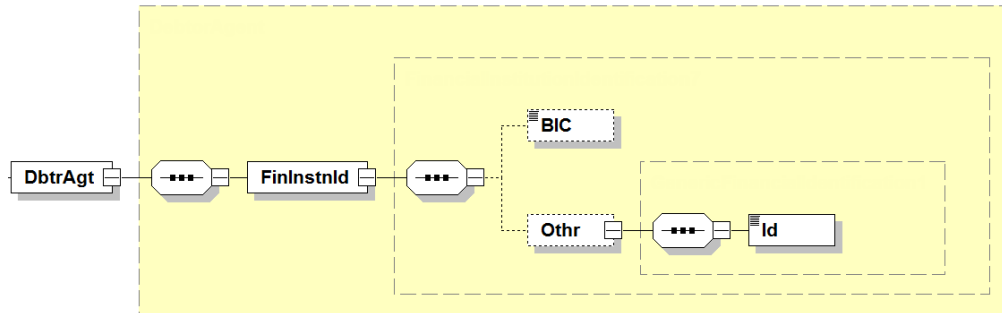 BIC
DbtrAgt
FinInstnId
Othr
Id